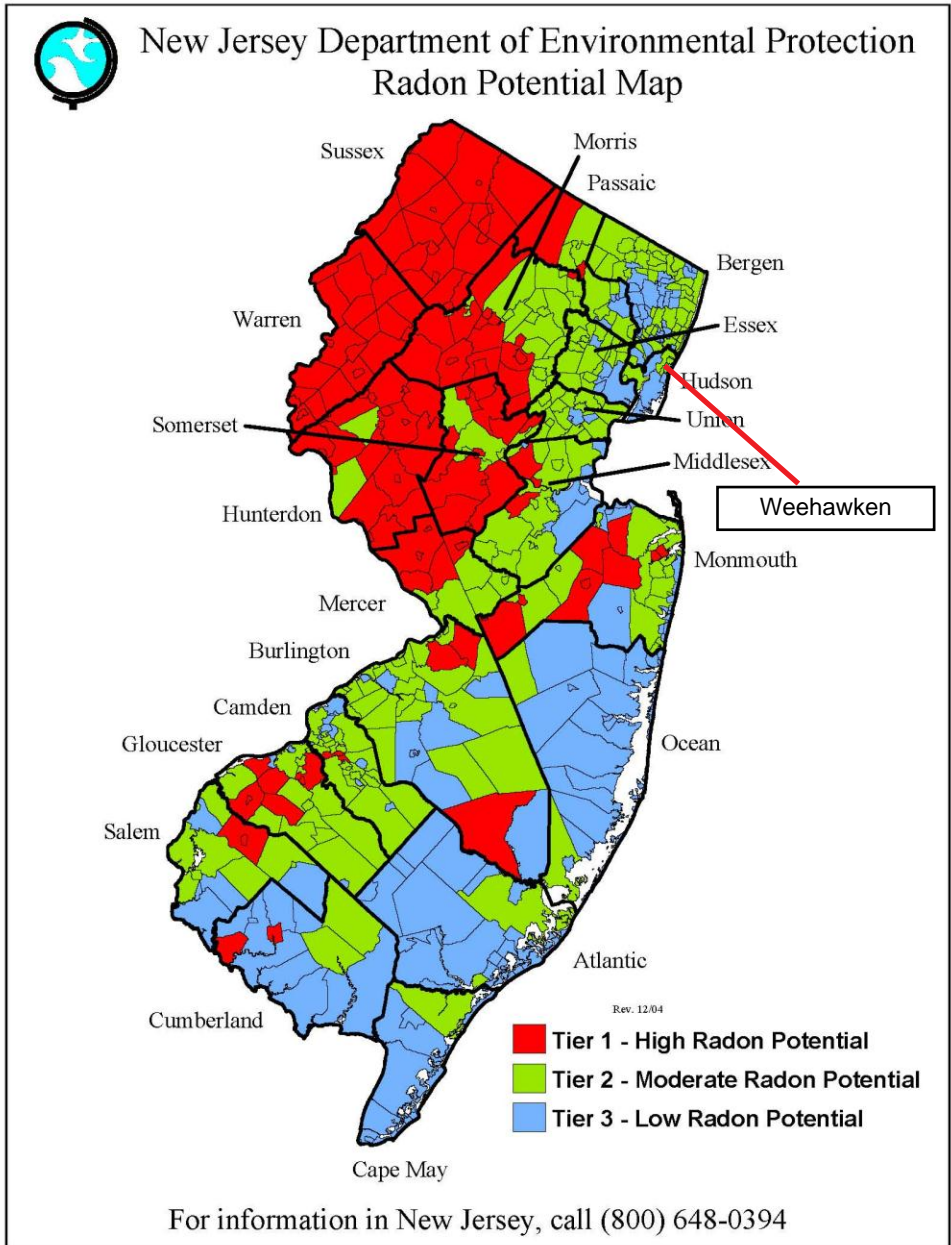 New Jersey Department of Environmental Protection
Radon Potential Map
Sussex
Morris
Passaic
Bergen
Warren
Essex
Hudson
Somerset
Union
Middlesex
Weehawken
Hunterdon
Monmouth
Mercer
Burlington
Camden
Gloucester
Ocean
Salem
Atlantic
Cumberland
Rev. 12/04
Tier 1 - High Radon Potential
Tier 2 - Moderate Radon Potential
Tier 3 - Low Radon Potential
Cape May
For information in New Jersey, call (800) 648-0394